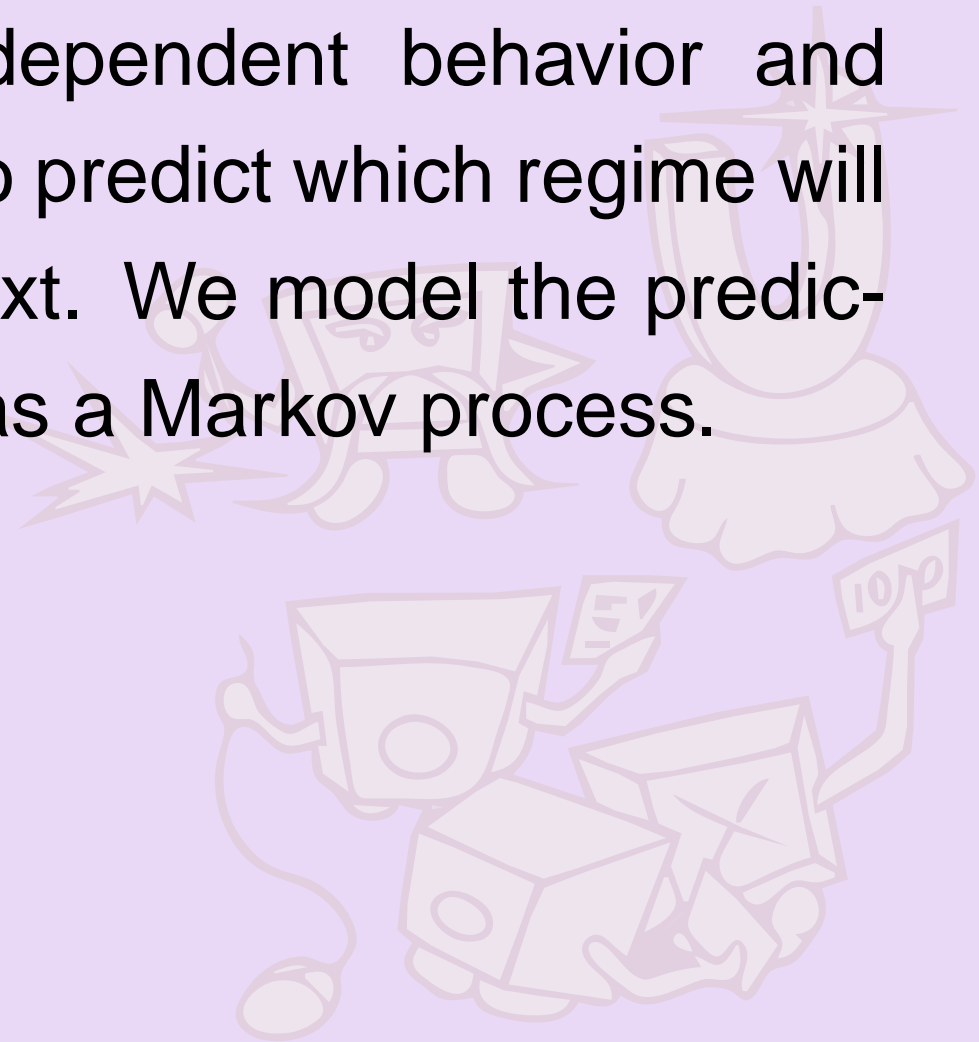 dependent behavior and
predict which regime will
xt. We model the predic-
as a Markov process.